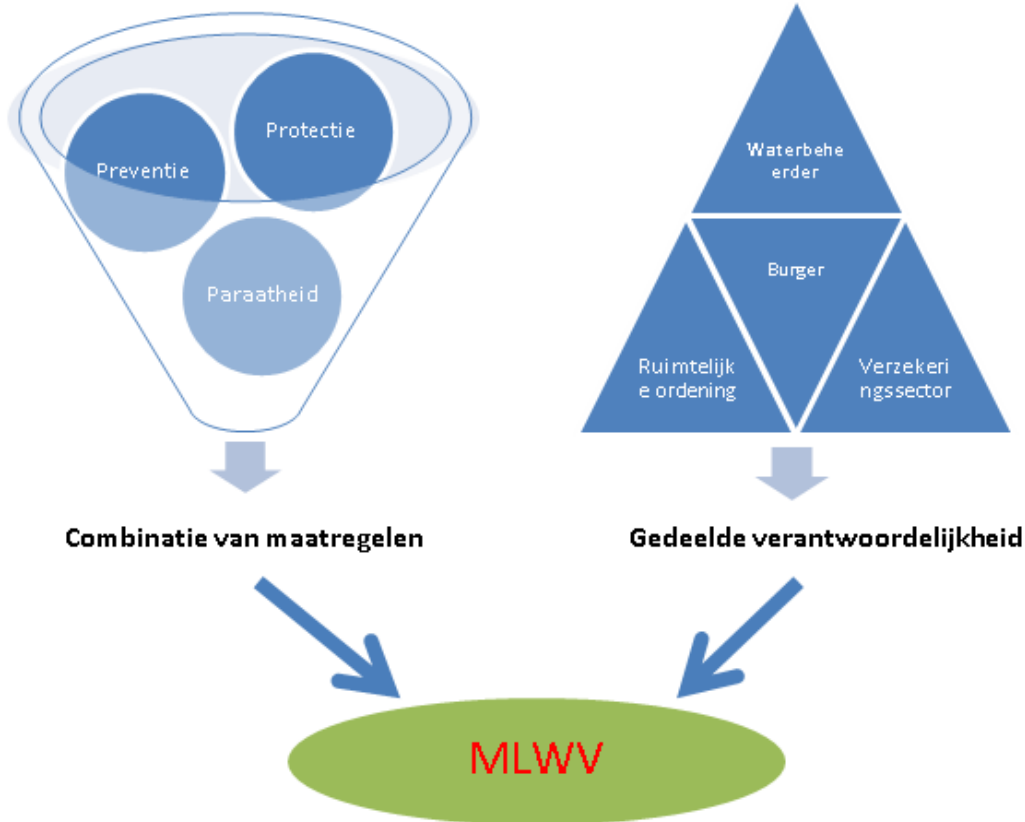 Preventie
Protectie
Paraatheid
Waterbehe
erder
Burger
Ruimtelijk
e ordening
Verzekeri
ngssector
Combinatie van maatregelen
Gedeelde verantwoordelijkheid
MLWV